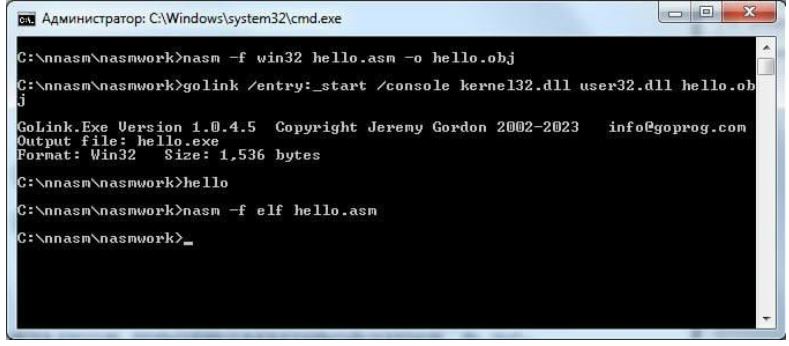 Администратор: C:\Windows\system32\cmd.exe
C:\nnasm\nasmwork>nasm -f win32 hello.asm -o hello.obj
C:\nnasm\nasmwork>golink /entry:_start /console kernel32.dll user32.dll hello.ob
j
GoLink.Exe Version 1.0.4.5 Copyright Jeremy Gordon 2002-2023 info@goprog.com
Output file: hello.exe
Format: Win32 Size: 1,536 bytes
C:\nnasm\nasmwork>hello
C:\nnasm\nasmwork>nasm -f elf hello.asm
C:\nnasm\nasmwork>_